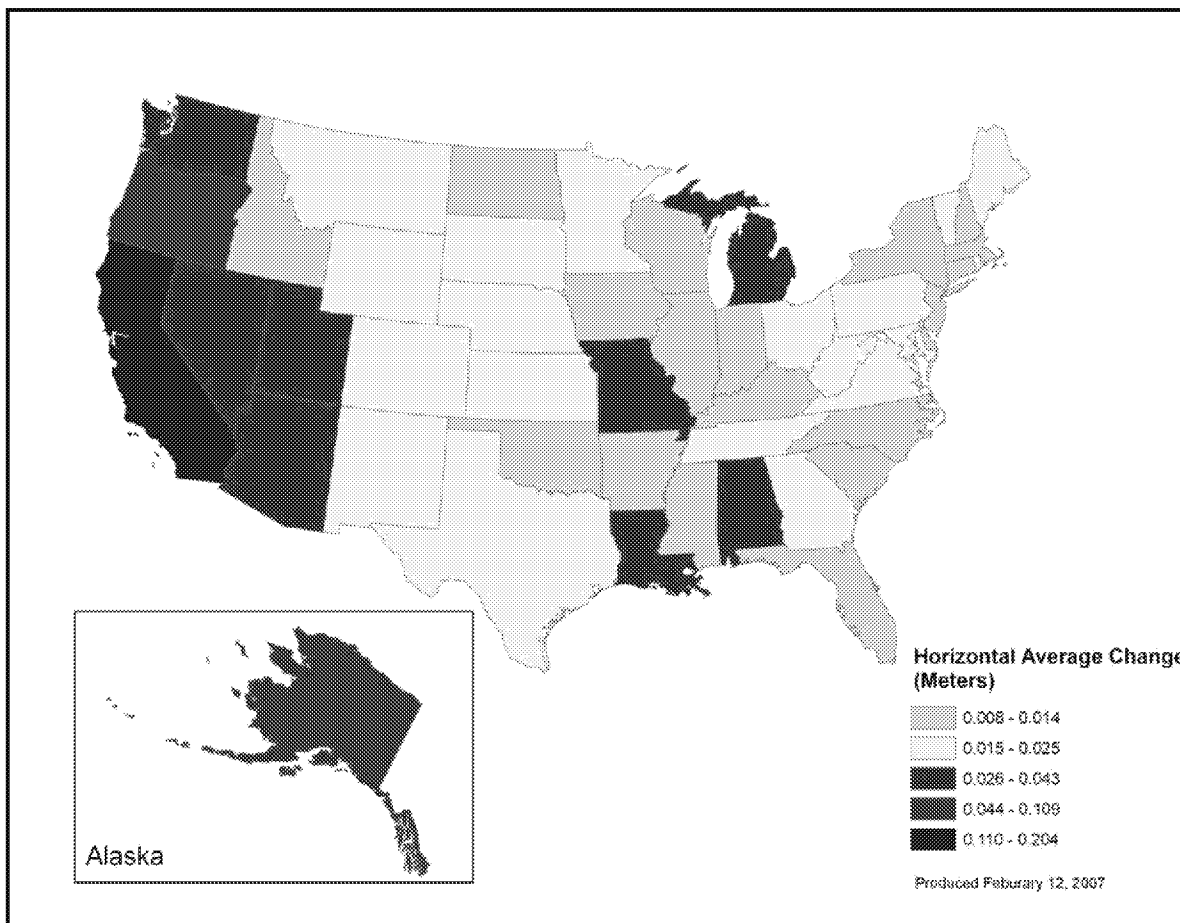 Horizontal Average Change
(Meters)
0.008 - 0.014
0.015 - 0.025
0.026 - 0.043
0.044 - 0.109
0.110 - 0.204
Produced Feburary 12, 2007
Alaska